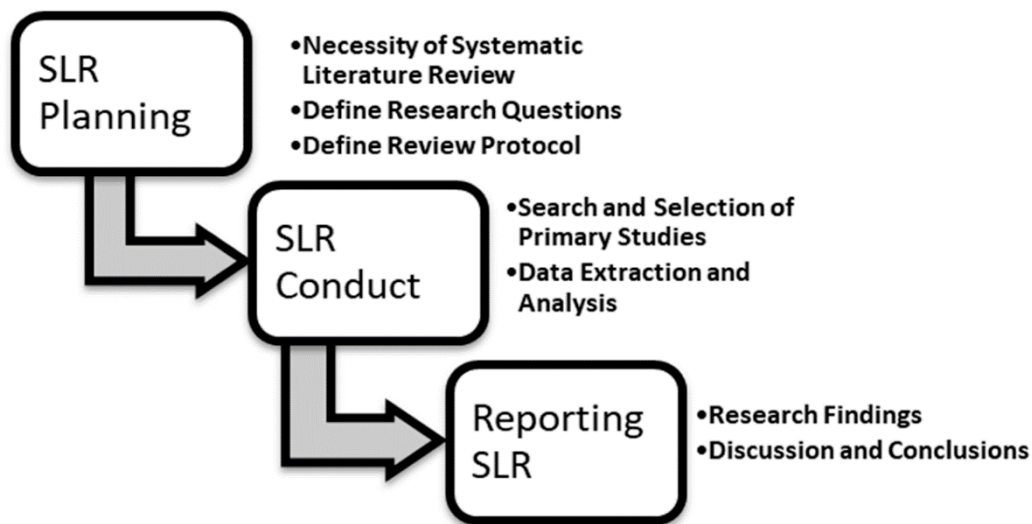 SLR
Planning
•Necessity of Systematic
Literature Review
•Define Research Questions
•Define Review Protocol
SLR
Conduct
•Search and Selection of
Primary Studies
•Data Extraction and
Analysis
Reporting
SLR
•Research Findings
•Discussion and Conclusions